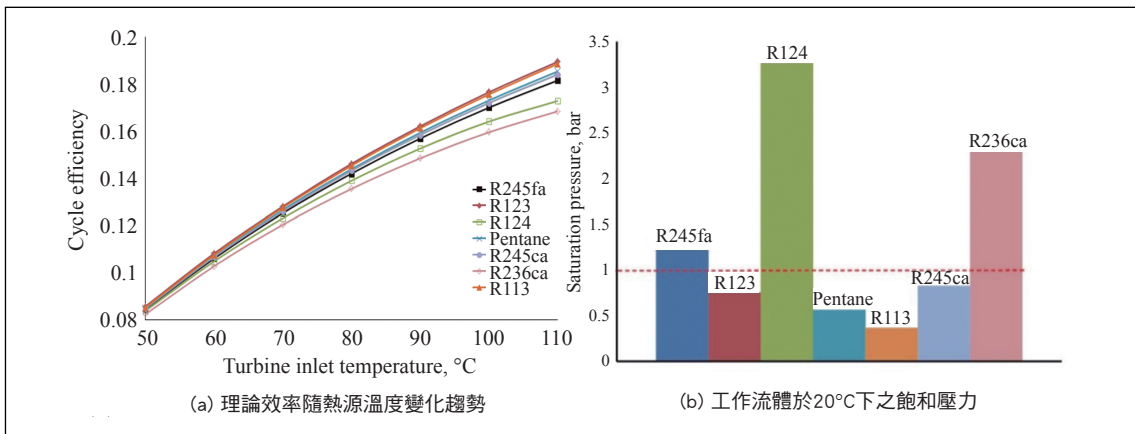 0.2
0.18
0.16
0.14
0.12
0.1
0.08
Cycle efficiency
50
60
70
80
90
100
110
Turbine inlet temperature, °C
R245fa
R123
R124
Pentane
R245ca
R236ca
R113
(a) 理論效率隨熱源溫度變化趨勢
3.5
3
2.5
2
1.5
1
0.5
0
Saturation pressure, bar
R245fa
R123
R124
Pentane
R113
R245ca
R236ca
(b) 工作流體於20°C下之飽和壓力